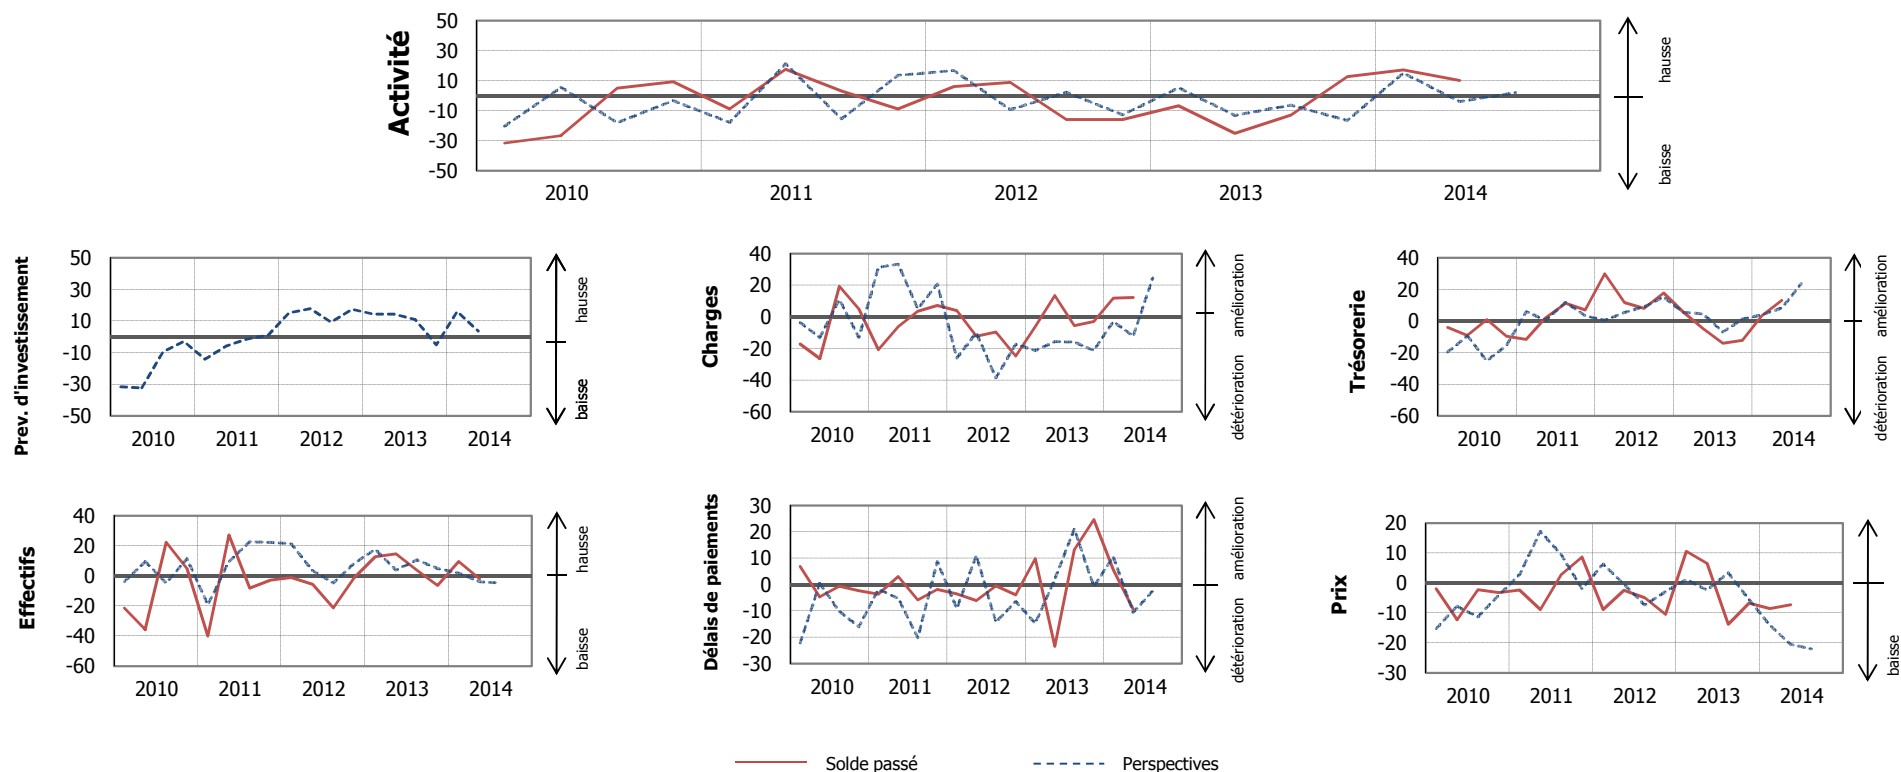 Activité
50
30
10
-10
-30
-50
2010 2011 2012 2013 2014
hausse
baisse
Prev. d'investissement
50
30
10
-10
-30
-50
2010 2011 2012 2013 2014
hausse
baisse
Charges
40
20
0
-20
-40
-60
2010 2011 2012 2013 2014
amélioration
détérioration
Trésorerie
40
20
0
-20
-40
-60
2010 2011 2012 2013 2014
amélioration
détérioration
Effectifs
40
20
0
-20
-40
-60
2010 2011 2012 2013 2014
hausse
baisse
Délais de paiements
30
20
10
0
-10
-20
-30
2010 2011 2012 2013 2014
amélioration
détérioration
Prix
20
10
0
-10
-20
-30
2010 2011 2012 2013 2014
baisse
Solde passé
Perspectives